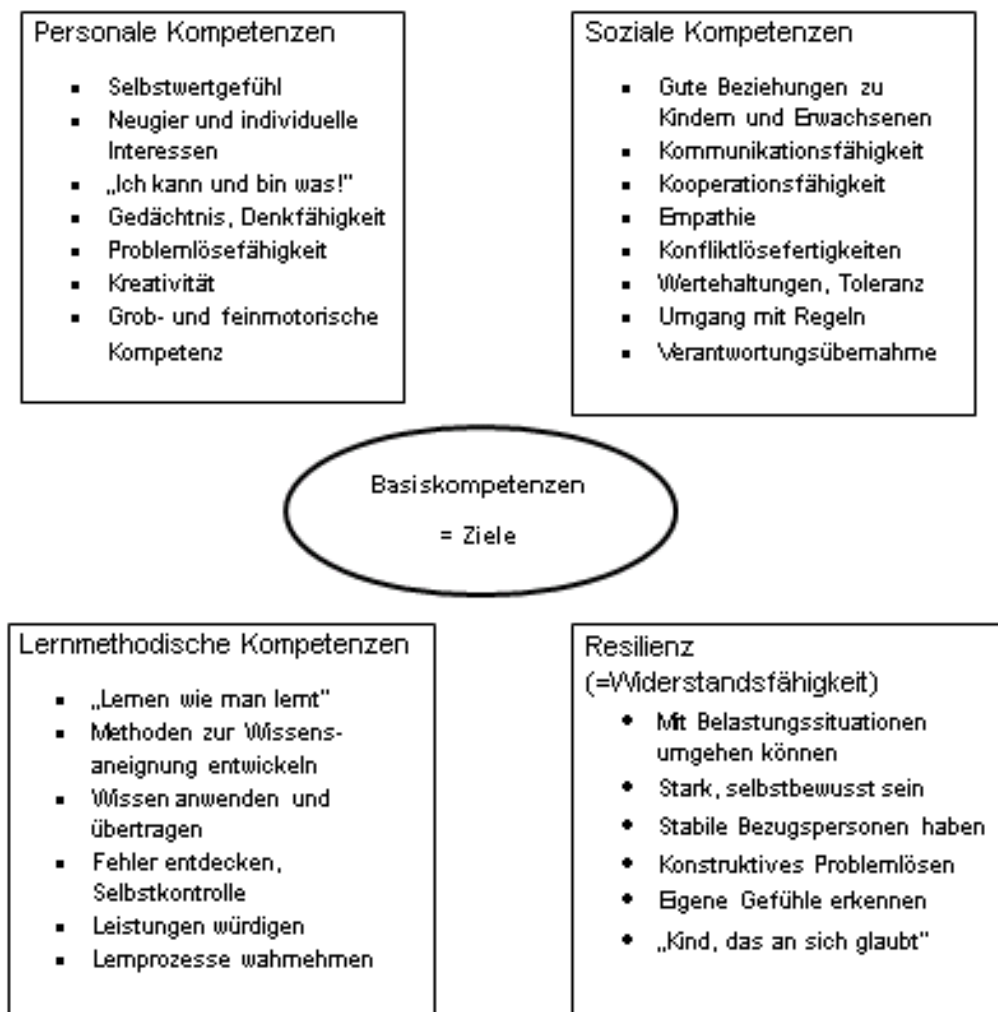 Personale Kompetenzen
▪ Selbstwertgefühl
▪ Neugier und individuelle
Interessen
▪ „Ich kann und bin was!"
▪ Gedächtnis, Denkfähigkeit
▪ Problemlösefähigkeit
▪ Kreativität
▪ Grob- und feinmotorische
Kompetenz
Soziale Kompetenzen
▪ Gute Beziehungen zu
Kindern und Erwachsenen
▪ Kommunikationsfähigkeit
▪ Kooperationsfähigkeit
▪ Empathie
▪ Konfliktlösefertigkeiten
▪ Wertehaltungen, Toleranz
▪ Umgang mit Regeln
▪ Verantwortungsübernahme
Basiskompetenzen
= Ziele
Lernmethodische Kompetenzen
▪ „Lernen wie man lernt"
▪ Methoden zur Wissens-
aneignung entwickeln
▪ Wissen anwenden und
übertragen
▪ Fehler entdecken,
Selbstkontrolle
▪ Leistungen würdigen
▪ Lernprozesse wahrnehmen
Resilienz
(=Widerstandsfähigkeit)
• Mit Belastungssituationen
umgehen können
• Stark, selbstbewusst sein
• Stabile Bezugspersonen haben
• Konstruktives Problemlösen
• Eigene Gefühle erkennen
• „Kind, das an sich glaubt"